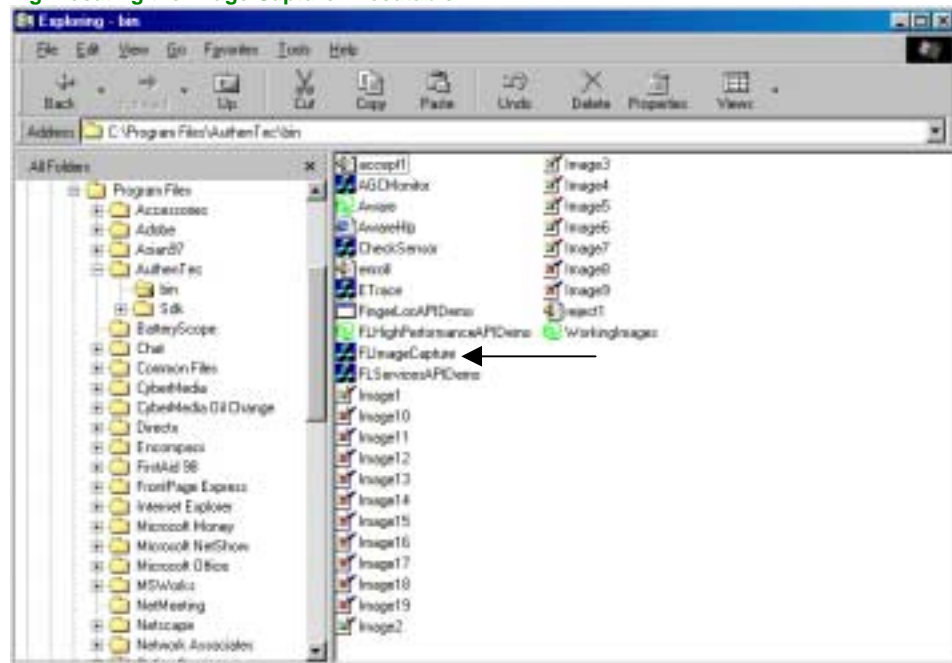 Exploring - bin
File Edit View Go Favorites Tools Help
Back Up Cut Copy Paste Undo Delete Properties Views
Address C:\Program Files\AuthenTec\bin
All Folders
Program Files
Accessories
Adobe
Asian97
AuthenTec
bin
Sdk
BatteryScope
Chat
Common Files
CyberMedia
CyberMedia Oil Change
Directx
Encompass
FirstAid 98
FrontPage Express
Internet Explorer
Microsoft Money
Microsoft NetShow
Microsoft Office
MSWorks
NetMeeting
Netscape
Network Associates
accept1
AGCMonitor
Aware
AwareHlp
CheckSensor
enroll
ETrace
FingerLocAPIDemo
FLHighPerformanceAPIDemo
FLImageCapture
FLServicesAPIDemo
Image1
Image10
Image11
Image12
Image13
Image14
Image15
Image16
Image17
Image18
Image19
Image2
Image3
Image4
Image5
Image6
Image7
Image8
Image9
reject1
WorkingImages